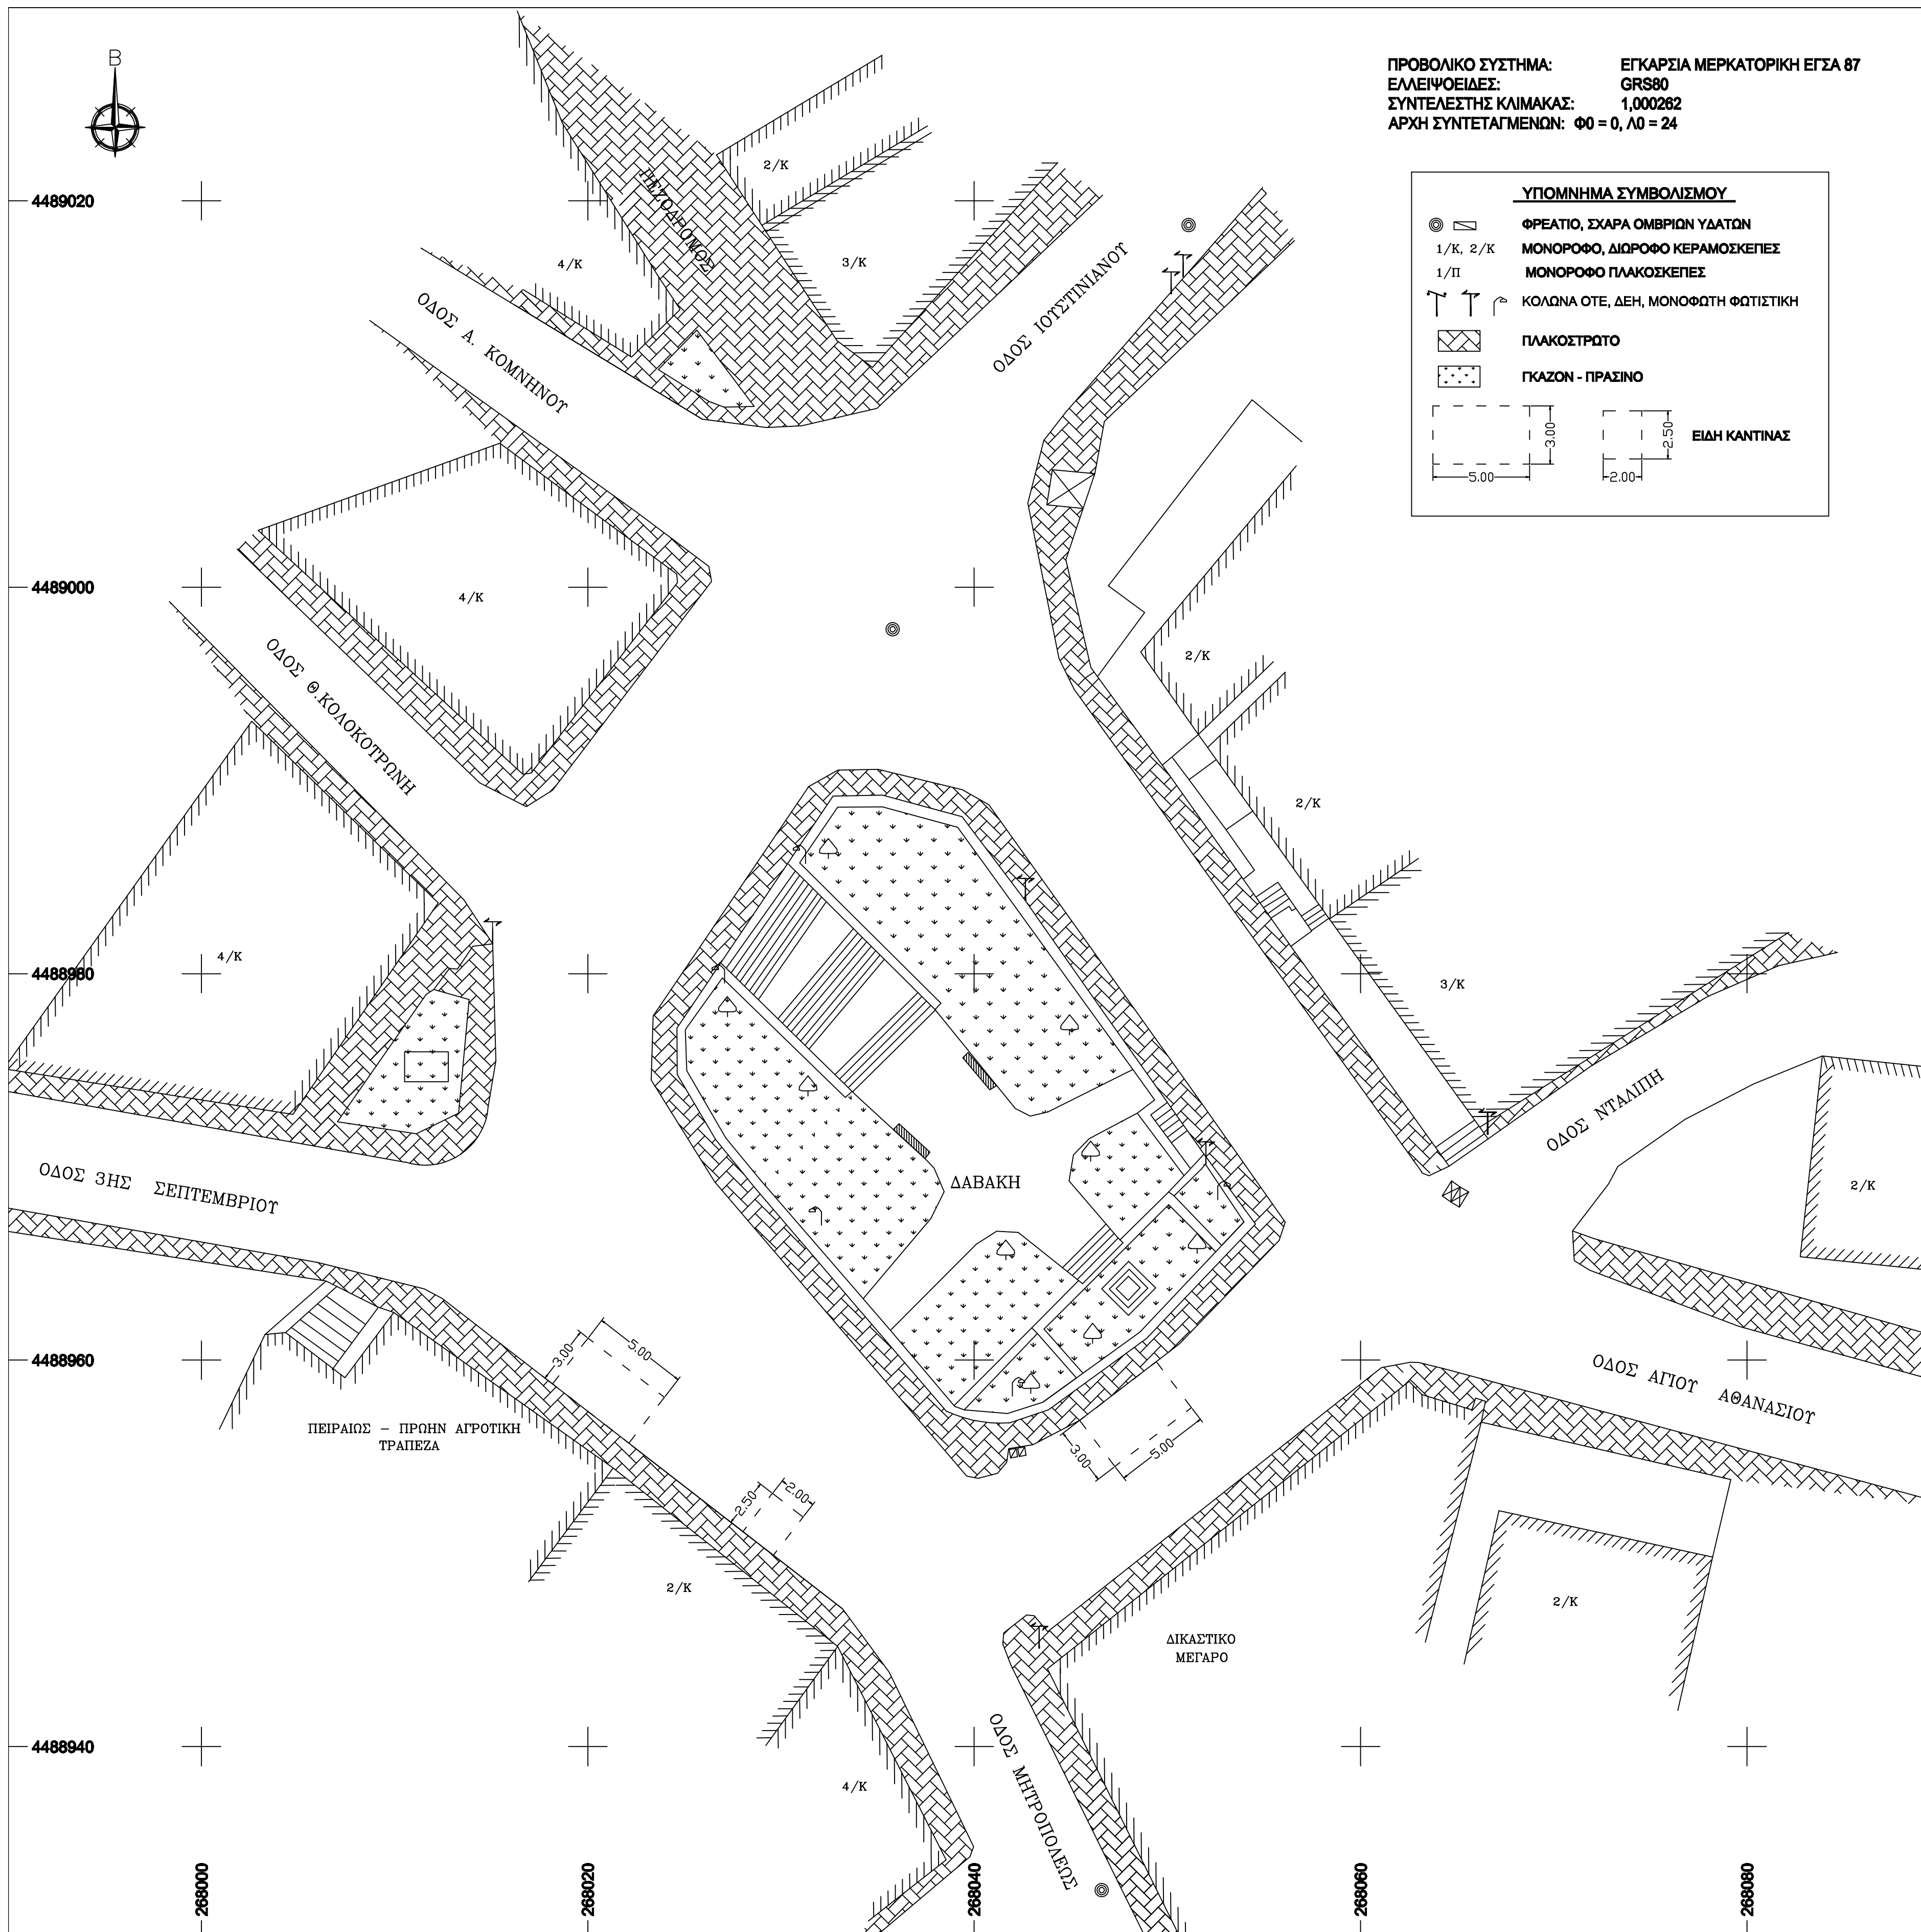 Β
ΠΡΟΒΟΛΙΚΟ ΣΥΣΤΗΜΑ: ΕΓΚΑΡΣΙΑ ΜΕΡΚΑΤΟΡΙΚΗ ΕΓΣΑ 87
ΕΛΛΕΙΨΟΕΙΔΕΣ: GRS80
ΣΥΝΤΕΛΕΣΤΗΣ ΚΛΙΜΑΚΑΣ: 1,000262
ΑΡΧΗ ΣΥΝΤΕΤΑΓΜΕΝΩΝ: Φ0 = 0, Λ0 = 24
ΥΠΟΜΝΗΜΑ ΣΥΜΒΟΛΙΣΜΟΥ
ΦΡΕΑΤΙΟ, ΣΧΑΡΑ ΟΜΒΡΙΩΝ ΥΔΑΤΩΝ
1/Κ, 2/Κ ΜΟΝΟΡΟΦΟ, ΔΙΩΡΟΦΟ ΚΕΡΑΜΟΣΚΕΠΕΣ
1/Π ΜΟΝΟΡΟΦΟ ΠΛΑΚΟΣΚΕΠΕΣ
ΚΟΛΩΝΑ ΟΤΕ, ΔΕΗ, ΜΟΝΟΦΩΤΗ ΦΩΤΙΣΤΙΚΗ
ΠΛΑΚΟΣΤΡΩΤΟ
ΓΚΑΖΟΝ - ΠΡΑΣΙΝΟ
3.00
2.50
ΕΙΔΗ ΚΑΝΤΙΝΑΣ
5.00
2.00
4489020
2/Κ
ΠΕΖΟΔΡΟΜΟΣ
4/Κ
3/Κ
ΟΔΟΣ ΙΟΥΣΤΙΝΙΑΝΟΥ
ΟΔΟΣ Α. ΚΟΜΝΗΝΟΥ
4489000
4/Κ
2/Κ
ΟΔΟΣ Θ.ΚΟΛΟΚΟΤΡΩΝΗ
2/Κ
4/Κ
4488980
3/Κ
ΟΔΟΣ ΝΤΑΛΙΠΗ
ΟΔΟΣ 3ΗΣ ΣΕΠΤΕΜΒΡΙΟΥ
ΔΑΒΑΚΗ
2/Κ
4488960
3.00
5.00
ΟΔΟΣ ΑΓΙΟΥ ΑΘΑΝΑΣΙΟΥ
ΠΕΙΡΑΙΩΣ - ΠΡΩΗΝ ΑΓΡΟΤΙΚΗ
ΤΡΑΠΕΖΑ
3.00
5.00
2.50
2.00
2/Κ
2/Κ
ΔΙΚΑΣΤΙΚΟ
ΜΕΓΑΡΟ
4488940
4/Κ
ΟΔΟΣ ΜΗΤΡΟΠΟΛΕΩΣ
268000
268020
268040
268060
268080